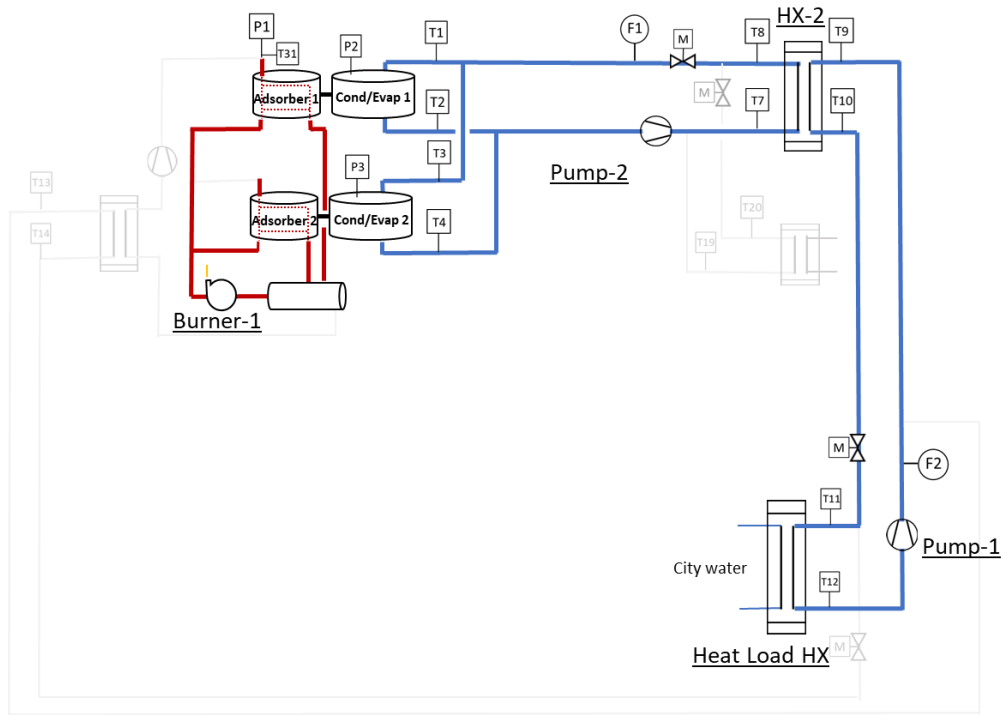 HX-2
P1
T31
P2
T1
F1
M
T8
T9
Adsorber 1
Cond/Evap 1
M
T2
T7
T10
T3
P3
Pump-2
T13
T14
Adsorber 2
Cond/Evap 2
T4
T20
T19
Burner-1
M
F2
T11
Pump-1
City water
T12
M
Heat Load HX